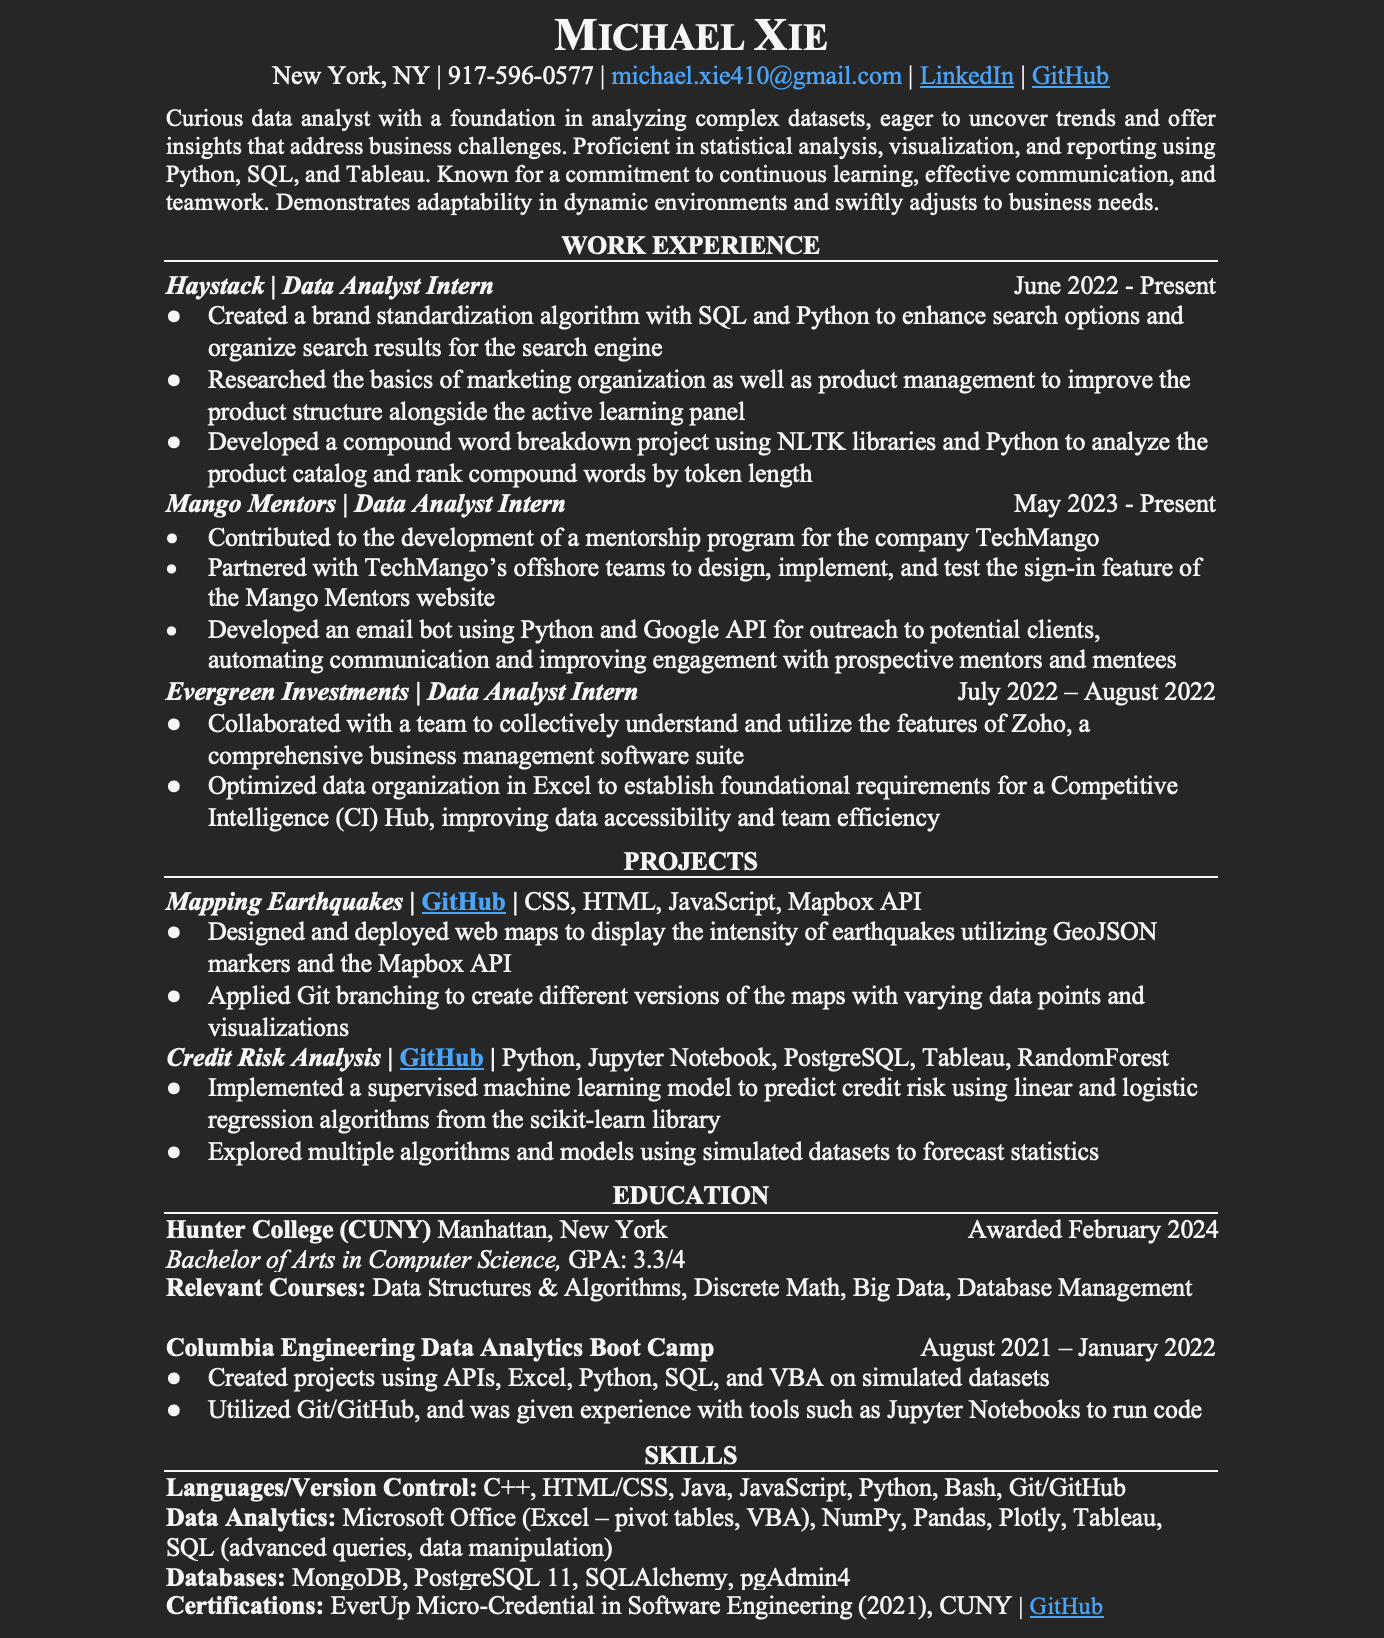 MICHAEL XIE
New York, NY | 917-596-0577 | michael.xie410@gmail.com | LinkedIn | GitHub
Curious data analyst with a foundation in analyzing complex datasets, eager to uncover trends and offer
insights that address business challenges. Proficient in statistical analysis, visualization, and reporting using
Python, SQL, and Tableau. Known for a commitment to continuous learning, effective communication, and
teamwork. Demonstrates adaptability in dynamic environments and swiftly adjusts to business needs.
WORK EXPERIENCE
Haystack | Data Analyst Intern June 2022 - Present
● Created a brand standardization algorithm with SQL and Python to enhance search options and
organize search results for the search engine
● Researched the basics of marketing organization as well as product management to improve the
product structure alongside the active learning panel
● Developed a compound word breakdown project using NLTK libraries and Python to analyze the
product catalog and rank compound words by token length
Mango Mentors | Data Analyst Intern May 2023 - Present
● Contributed to the development of a mentorship program for the company TechMango
● Partnered with TechMango’s offshore teams to design, implement, and test the sign-in feature of
the Mango Mentors website
● Developed an email bot using Python and Google API for outreach to potential clients,
automating communication and improving engagement with prospective mentors and mentees
Evergreen Investments | Data Analyst Intern July 2022 – August 2022
● Collaborated with a team to collectively understand and utilize the features of Zoho, a
comprehensive business management software suite
● Optimized data organization in Excel to establish foundational requirements for a Competitive
Intelligence (CI) Hub, improving data accessibility and team efficiency
PROJECTS
Mapping Earthquakes | GitHub | CSS, HTML, JavaScript, Mapbox API
● Designed and deployed web maps to display the intensity of earthquakes utilizing GeoJSON
markers and the Mapbox API
● Applied Git branching to create different versions of the maps with varying data points and
visualizations
Credit Risk Analysis | GitHub | Python, Jupyter Notebook, PostgreSQL, Tableau, RandomForest
● Implemented a supervised machine learning model to predict credit risk using linear and logistic
regression algorithms from the scikit-learn library
● Explored multiple algorithms and models using simulated datasets to forecast statistics
EDUCATION
Hunter College (CUNY) Manhattan, New York Awarded February 2024
Bachelor of Arts in Computer Science, GPA: 3.3/4
Relevant Courses: Data Structures & Algorithms, Discrete Math, Big Data, Database Management
Columbia Engineering Data Analytics Boot Camp August 2021 – January 2022
● Created projects using APIs, Excel, Python, SQL, and VBA on simulated datasets
● Utilized Git/GitHub, and was given experience with tools such as Jupyter Notebooks to run code
SKILLS
Languages/Version Control: C++, HTML/CSS, Java, JavaScript, Python, Bash, Git/GitHub
Data Analytics: Microsoft Office (Excel – pivot tables, VBA), NumPy, Pandas, Plotly, Tableau,
SQL (advanced queries, data manipulation)
Databases: MongoDB, PostgreSQL 11, SQLAlchemy, pgAdmin4
Certifications: EverUp Micro-Credential in Software Engineering (2021), CUNY | GitHub